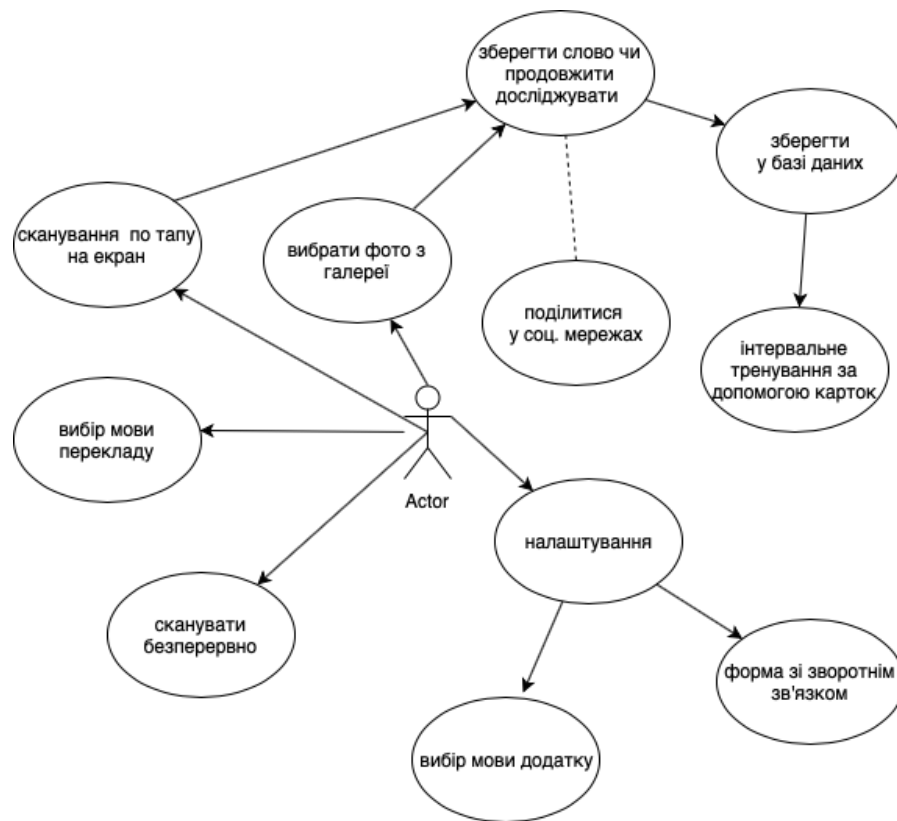 зберегти слово чи
продовжити
досліджувати
зберегти
у базі даних
сканування по тапу
на екран
вибрати фото з
галереї
поділитися
у соц. мережах
інтервальне
тренування за
допомогою карток
вибір мови
перекладу
Actor
налаштування
сканувати
безперервно
форма зі зворотнім
зв'язком
вибір мови додатку